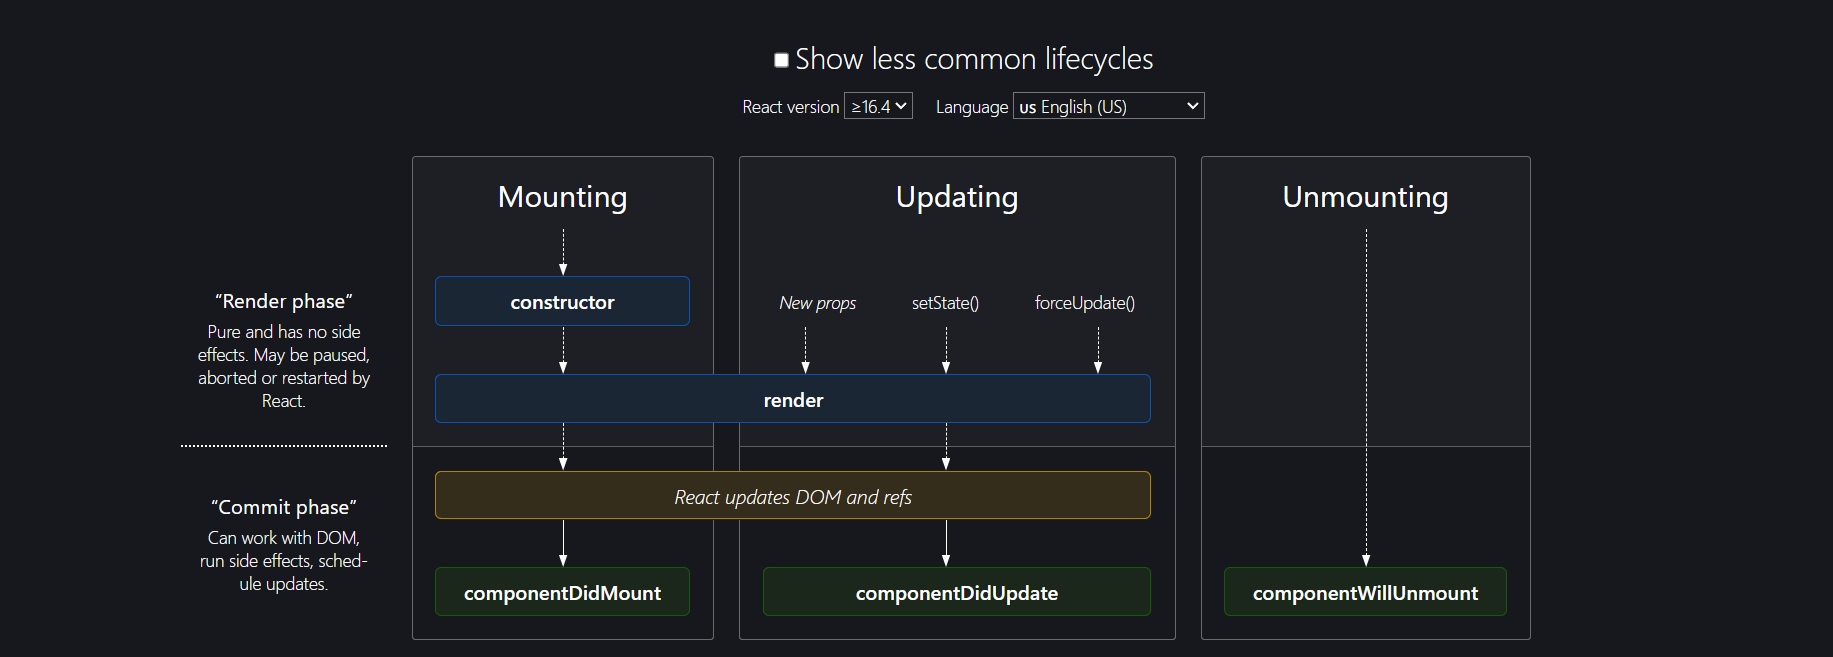 Show less common lifecycles
React version ≥16.4 Language us English (US)
Mounting
Updating
Unmounting
“Render phase”
Pure and has no side
effects. May be paused,
aborted or restarted by
React.
constructor
New props
setState()
forceUpdate()
render
“Commit phase”
Can work with DOM,
run side effects, sched-
ule updates.
React updates DOM and refs
componentDidMount
componentDidUpdate
componentWillUnmount